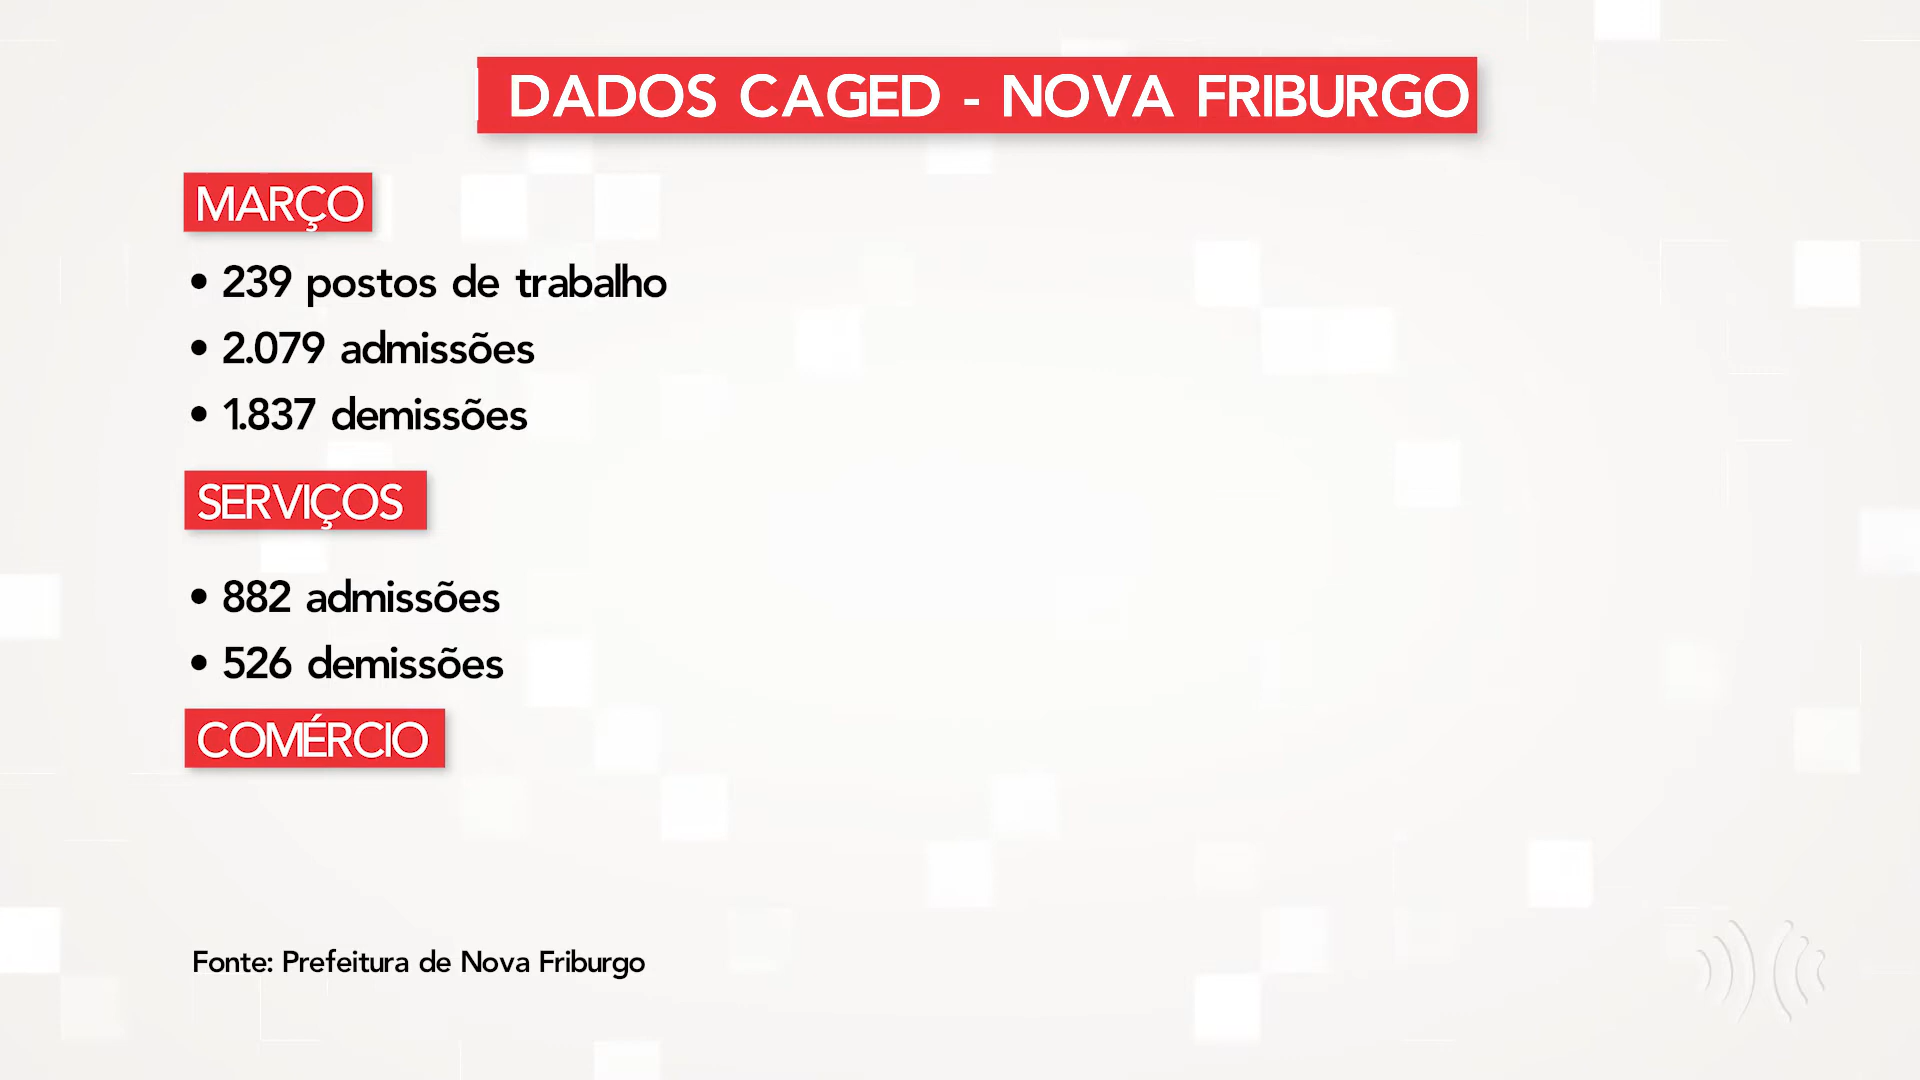 DADOS CAGED - NOVA FRIBURGO
MARÇO
• 239 postos de trabalho
• 2.079 admissões
• 1.837 demissões
SERVIÇOS
• 882 admissões
• 526 demissões
COMÉRCIO
Fonte: Prefeitura de Nova Friburgo